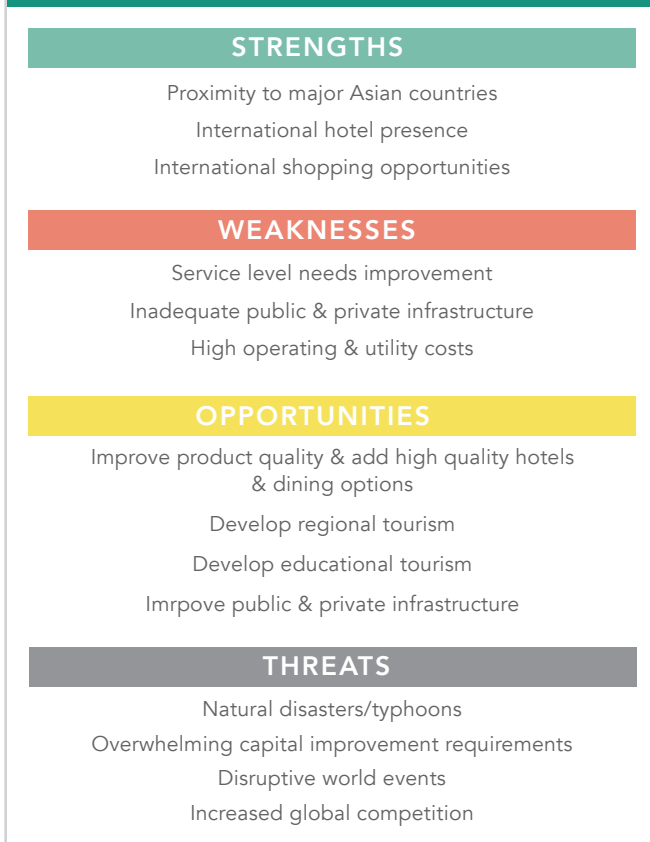 STRENGTHS
Proximity to major Asian countries
International hotel presence
International shopping opportunities
WEAKNESSES
Service level needs improvement
Inadequate public & private infrastructure
High operating & utility costs
OPPORTUNITIES
Improve product quality & add high quality hotels
& dining options
Develop regional tourism
Develop educational tourism
Imrpove public & private infrastructure
THREATS
Natural disasters/typhoons
Overwhelming capital improvement requirements
Disruptive world events
Increased global competition